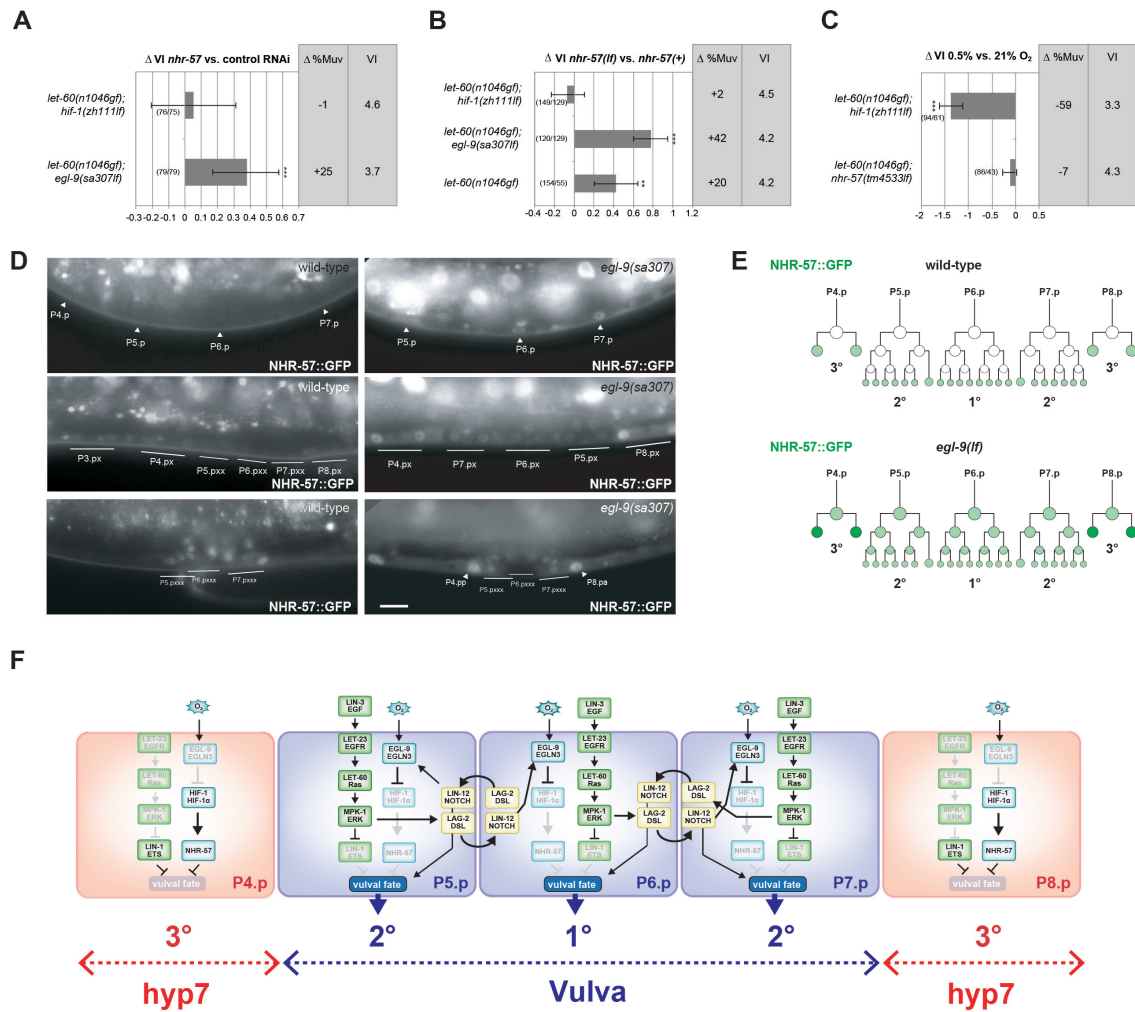 A
Δ VI nhr-57 vs. control RNAi
Δ %Muv
VI
let-60(n1046gf);
hif-1(zh111lf)
(76/75)
-1
4.6
let-60(n1046gf);
egl-9(sa307lf)
(79/79)
***
+25
3.7
-0.3 -0.2 -0.1 0 0.1 0.2 0.3 0.4 0.5 0.6 0.7
B
Δ VI nhr-57(lf) vs. nhr-57(+)
Δ %Muv
VI
let-60(n1046gf);
hif-1(zh111lf)
(149/129)
+2
4.5
let-60(n1046gf);
egl-9(sa307lf)
(120/129)
***
+42
4.2
let-60(n1046gf)
(154/55)
**
+20
4.2
-0.4 -0.2 0 0.2 0.4 0.6 0.8 1 1.2
C
Δ VI 0.5% vs. 21% O₂
Δ %Muv
VI
let-60(n1046gf);
hif-1(zh111lf)
***
(94/61)
-59
3.3
let-60(n1046gf);
nhr-57(tm4533lf)
(86/43)
-7
4.3
-2 -1.5 -1 -0.5 0 0.5
D
wild-type
P4.p
P5.p
P6.p
P7.p
NHR-57::GFP
egl-9(sa307)
P5.p
P6.p
P7.p
NHR-57::GFP
wild-type
P3.px
P4.px
P5.pxx
P6.pxx
P7.pxx
P8.px
NHR-57::GFP
egl-9(sa307)
P4.px
P7.px
P6.px
P5.px
P8.px
NHR-57::GFP
wild-type
P5.pxxx
P6.pxxx
P7.pxxx
NHR-57::GFP
egl-9(sa307)
P4.pp
P5.pxxx
P6.pxxx
P7.pxxx
P8.pa
NHR-57::GFP
E
NHR-57::GFP
wild-type
P4.p P5.p P6.p P7.p P8.p
3° 3°
2° 1° 2°
NHR-57::GFP
egl-9(lf)
P4.p P5.p P6.p P7.p P8.p
3° 3°
2° 1° 2°
F
O₂
LET-23
EGFR
EGL-9
EGLN3
LET-60
Ras
HIF-1
HIF-1α
MPK-1
ERK
LIN-1
ETS
NHR-57
vulval fate
P4.p
LIN-3
EGF
O₂
LET-23
EGFR
EGL-9
EGLN3
LET-60
Ras
HIF-1
HIF-1α
MPK-1
ERK
LIN-1
ETS
NHR-57
LIN-12
NOTCH
LAG-2
DSL
vulval fate
P5.p
LAG-2
DSL
LIN-12
NOTCH
O₂
LIN-3
EGF
EGL-9
EGLN3
LET-23
EGFR
HIF-1
HIF-1α
LET-60
Ras
MPK-1
ERK
NHR-57
LIN-1
ETS
LIN-12
NOTCH
LAG-2
DSL
vulval fate
P6.p
LAG-2
DSL
LIN-12
NOTCH
O₂
LIN-3
EGF
EGL-9
EGLN3
LET-23
EGFR
HIF-1
HIF-1α
LET-60
Ras
MPK-1
ERK
NHR-57
LIN-1
ETS
vulval fate
P7.p
O₂
LET-23
EGFR
EGL-9
EGLN3
LET-60
Ras
HIF-1
HIF-1α
MPK-1
ERK
LIN-1
ETS
NHR-57
vulval fate
P8.p
3° 2° 1° 2° 3°
hyp7 Vulva hyp7